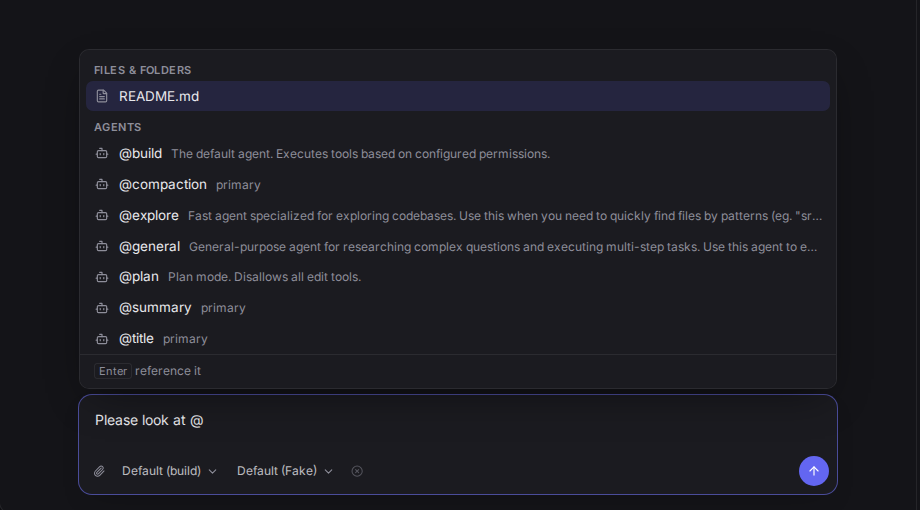 FILES & FOLDERS
README.md
AGENTS
@build The default agent. Executes tools based on configured permissions.
@compaction primary
@explore Fast agent specialized for exploring codebases. Use this when you need to quickly find files by patterns (eg. "sr...
@general General-purpose agent for researching complex questions and executing multi-step tasks. Use this agent to e...
@plan Plan mode. Disallows all edit tools.
@summary primary
@title primary
Enter reference it
Please look at @
Default (build) Default (Fake)